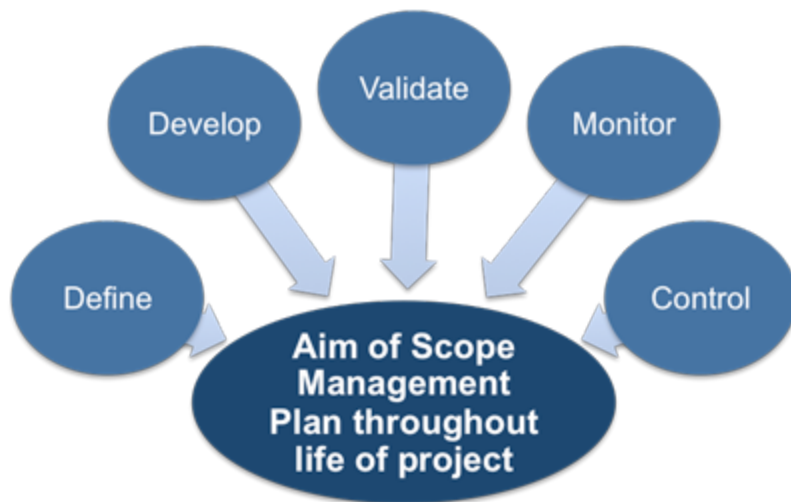 Define
Develop
Validate
Monitor
Control
Aim of Scope
Management
Plan throughout
life of project